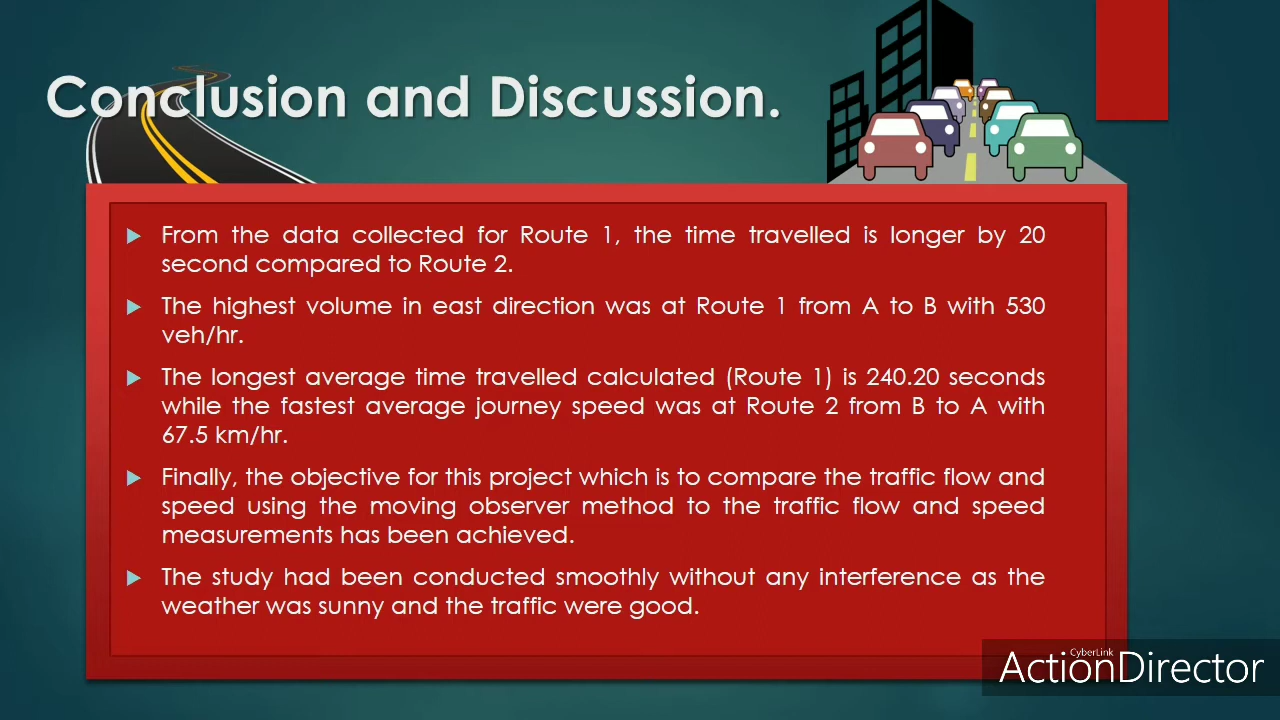 Conclusion and Discussion.
From the data collected for Route 1, the time travelled is longer by 20
second compared to Route 2.
The highest volume in east direction was at Route 1 from A to B with 530
veh/hr.
The longest average time travelled calculated (Route 1) is 240.20 seconds
while the fastest average journey speed was at Route 2 from B to A with
67.5 km/hr.
Finally, the objective for this project which is to compare the traffic flow and
speed using the moving observer method to the traffic flow and speed
measurements has been achieved.
The study had been conducted smoothly without any interference as the
weather was sunny and the traffic were good.
CyberLink
ActionDirector